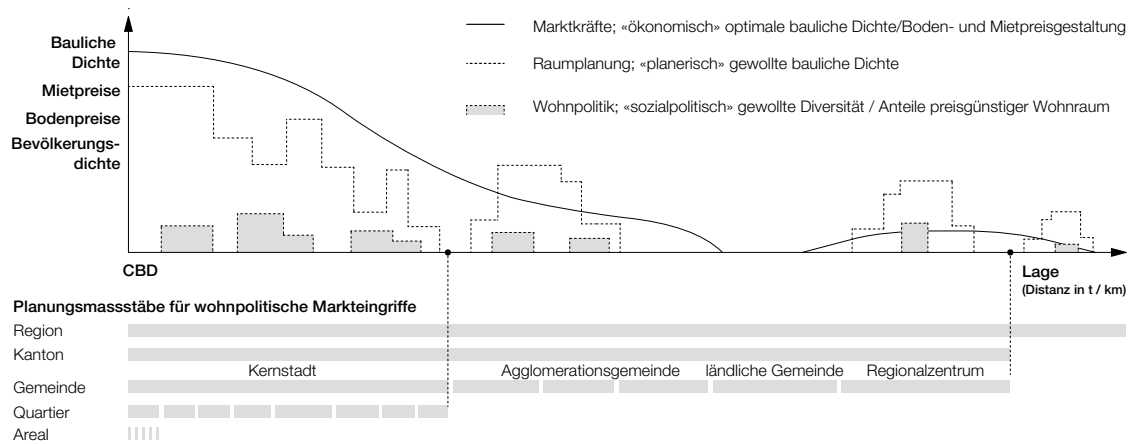 Bauliche
Dichte
Mietpreise
Bodenpreise
Bevölkerungs-
dichte
Marktkräfte; «ökonomisch» optimale bauliche Dichte/Boden- und Mietpreisgestaltung
Raumplanung; «planerisch» gewollte bauliche Dichte
Wohnpolitik; «sozialpolitisch» gewollte Diversität / Anteile preisgünstiger Wohnraum
CBD
Lage
(Distanz in t / km)
Planungsmassstäbe für wohnpolitische Markteingriffe
Region
Kanton
Kernstadt Agglomerationsgemeinde ländliche Gemeinde Regionalzentrum
Gemeinde
Quartier
Areal